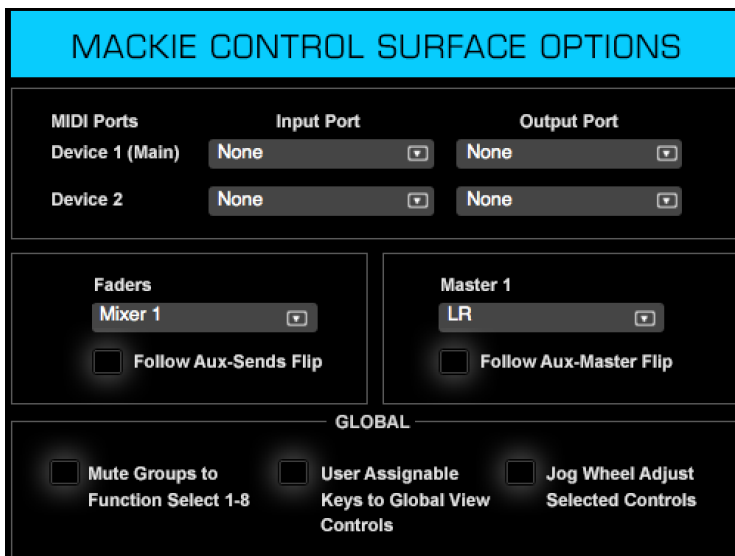 MACKIE CONTROL SURFACE OPTIONS
MIDI Ports Input Port Output Port
Device 1 (Main) None None
Device 2 None None
Faders Master 1
Mixer 1 LR
Follow Aux-Sends Flip Follow Aux-Master Flip
GLOBAL
Mute Groups to User Assignable Jog Wheel Adjust
Function Select 1-8 Keys to Global View Selected Controls
Controls